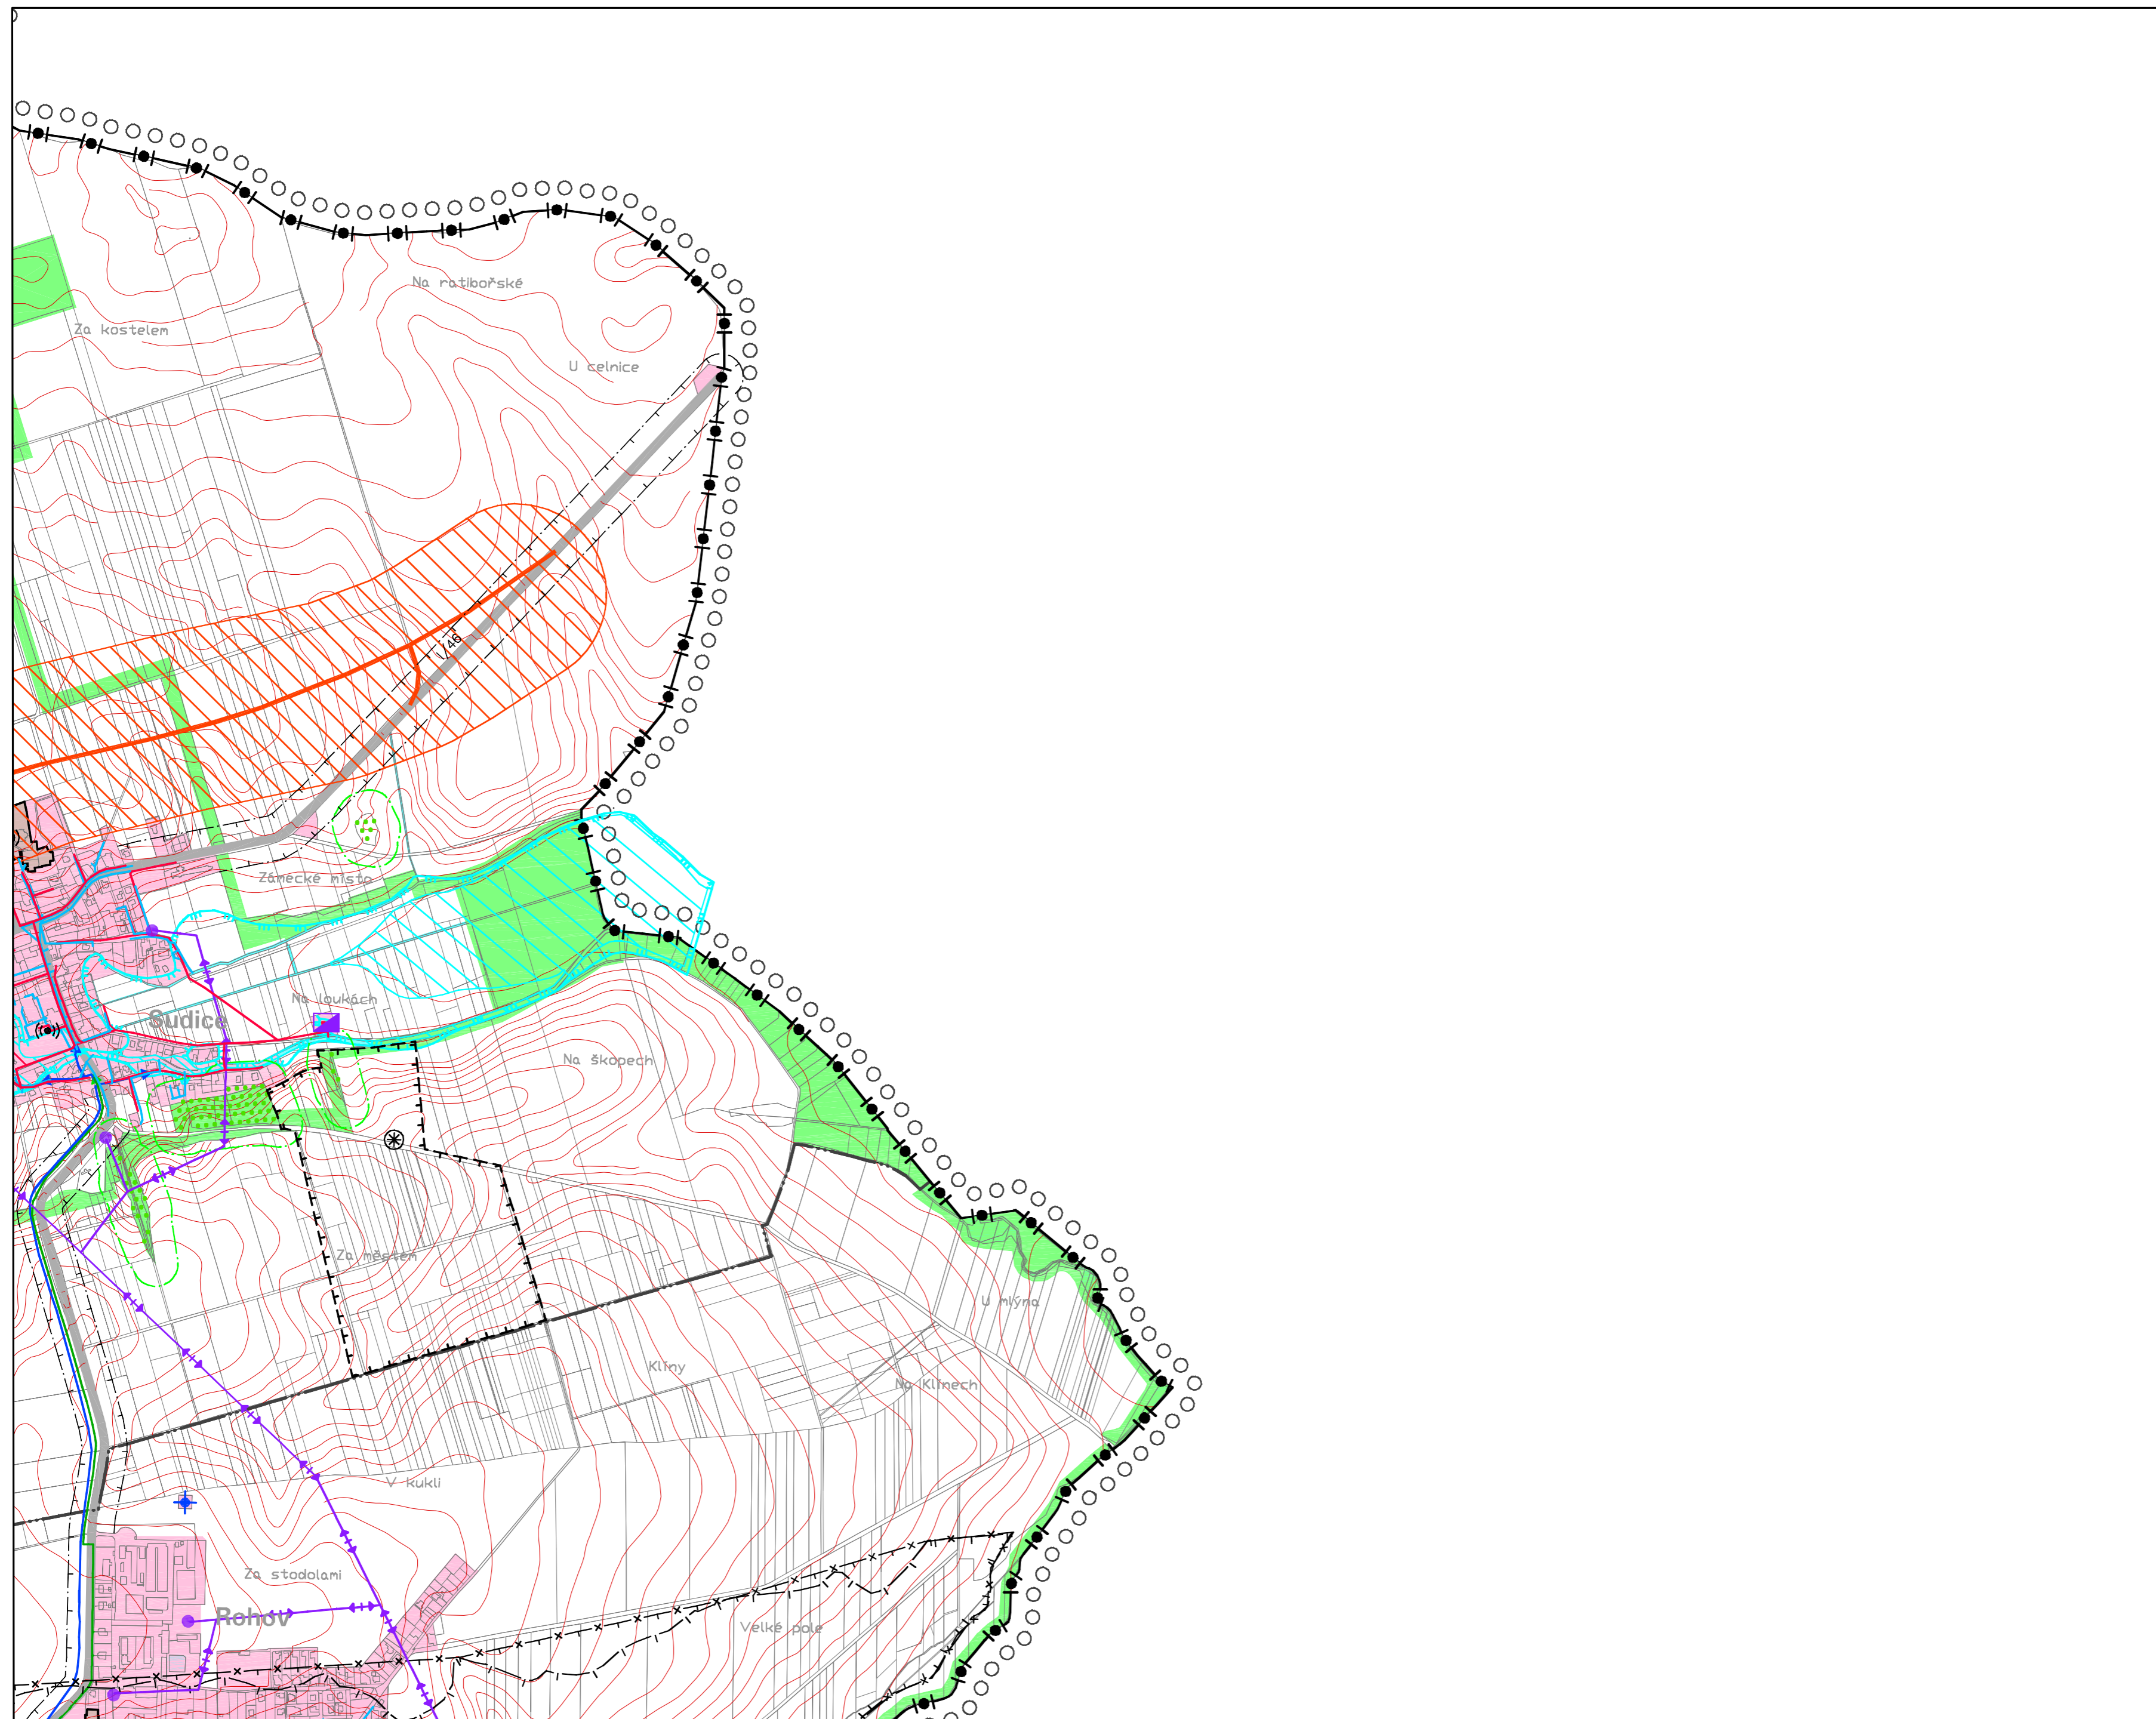 Na ratibořské
Za kostelem
U celnice
I/46
Zámecké místo
Na loukách
Sudice
Na škopech
Za městem
U mlýna
Klíny
Na Klínech
V kukli
Za stodolami
Rohov
Velké pole